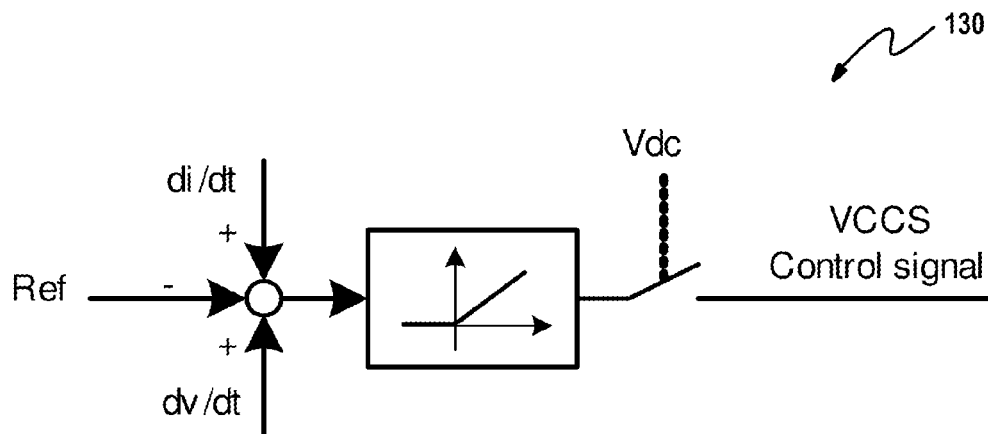 130
Vdc
di/dt
+
VCCS
Control signal
Ref
-
+
dv/dt